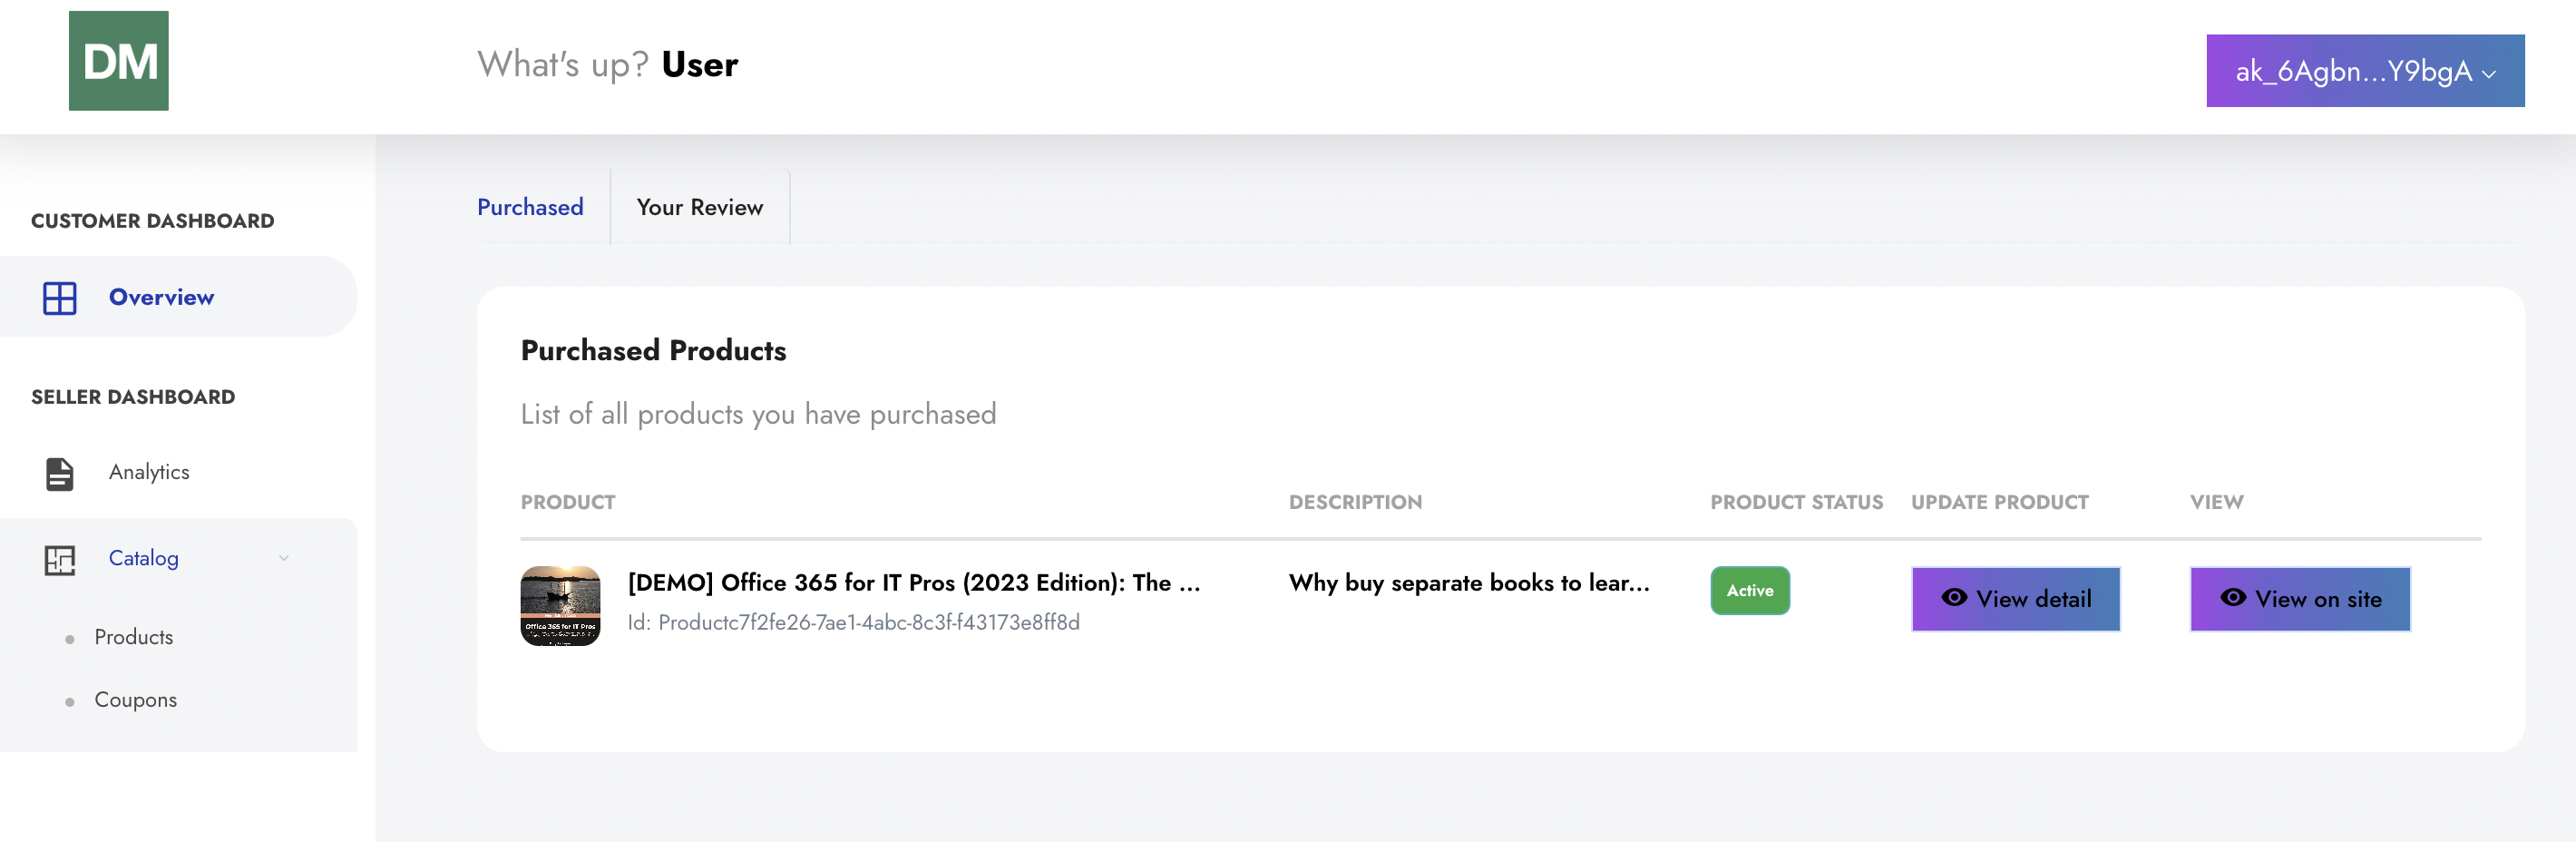 DM
What's up? User
ak_6Agbn...Y9bgA
CUSTOMER DASHBOARD
Overview
SELLER DASHBOARD
Analytics
Catalog
Products
Coupons
Purchased
Your Review
Purchased Products
List of all products you have purchased
PRODUCT DESCRIPTION PRODUCT STATUS UPDATE PRODUCT VIEW
[DEMO] Office 365 for IT Pros (2023 Edition): The ... Why buy separate books to lear... Active View detail View on site
Id: Productc7f2fe26-7ae1-4abc-8c3f-f43173e8ff8d
Office 365 for IT Pros